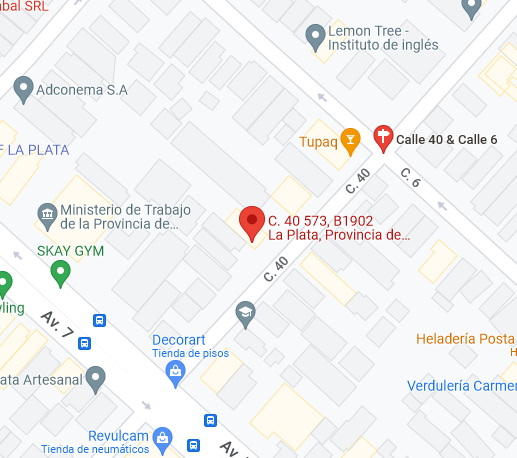 abal SRL
Lemon Tree -
Instituto de inglés
Adconema S.A
Tupaq
Calle 40 & Calle 6
F LA PLATA
C. 40
C. 6
Ministerio de Trabajo
de la Provincia de...
C. 40 573, B1902
La Plata, Provincia de...
SKAY GYM
C. 40
wling
Av. 7
Decorart
Tienda de pisos
Heladería Posta
H
ata Artesanal
Verdulería Carmen
Revulcam
Tienda de neumáticos
Av.